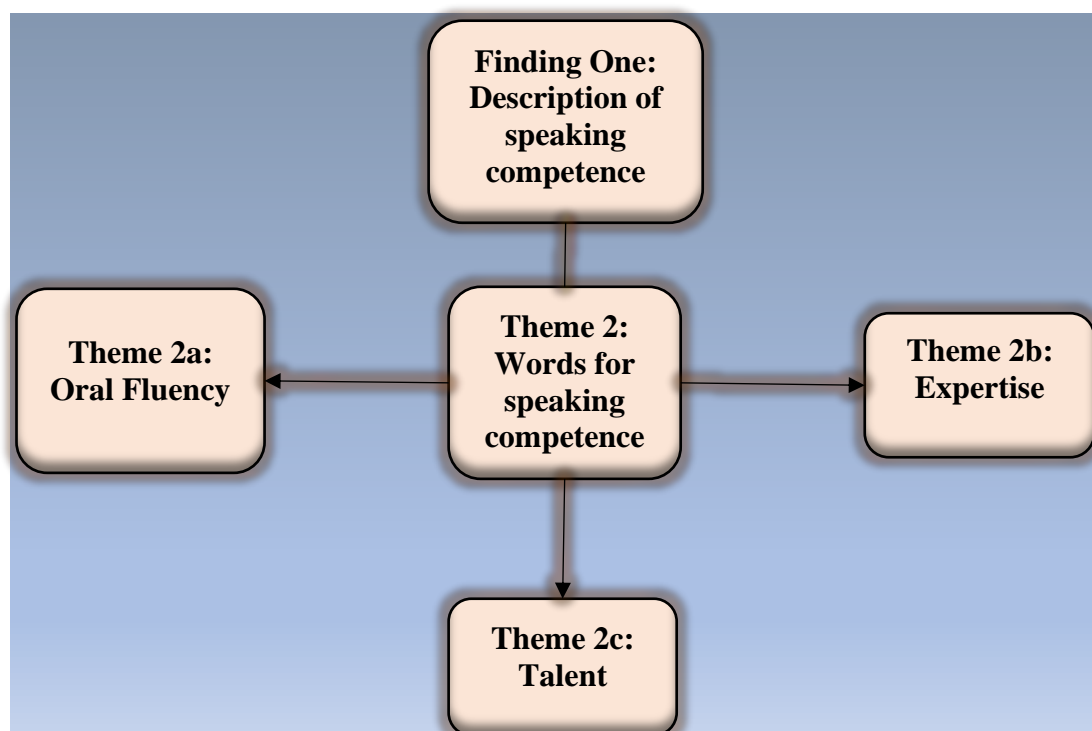 Finding One:
Description of
speaking
competence
Theme 2a:
Oral Fluency
Theme 2:
Words for
speaking
competence
Theme 2b:
Expertise
Theme 2c:
Talent